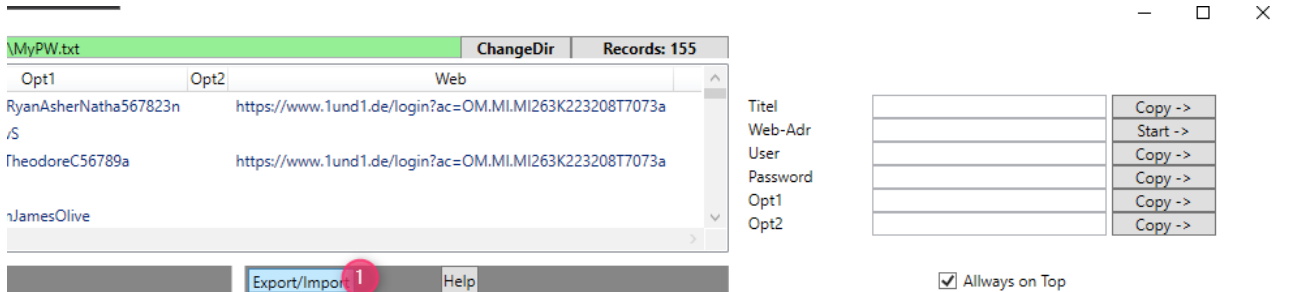 \MyPW.txt ChangeDir Records: 155
Opt1 Opt2 Web
RyanAsherNatha567823n https://www.1und1.de/login?ac=OM.MI.MI263K223208T7073a
Titel Copy ->
Web-Adr Start ->
TheodoreC56789a https://www.1und1.de/login?ac=OM.MI.MI263K223208T7073a
User Copy ->
Password Copy ->
JamesOlive
Opt1 Copy ->
Opt2 Copy ->
Export/Import 1 Help
Allways on Top